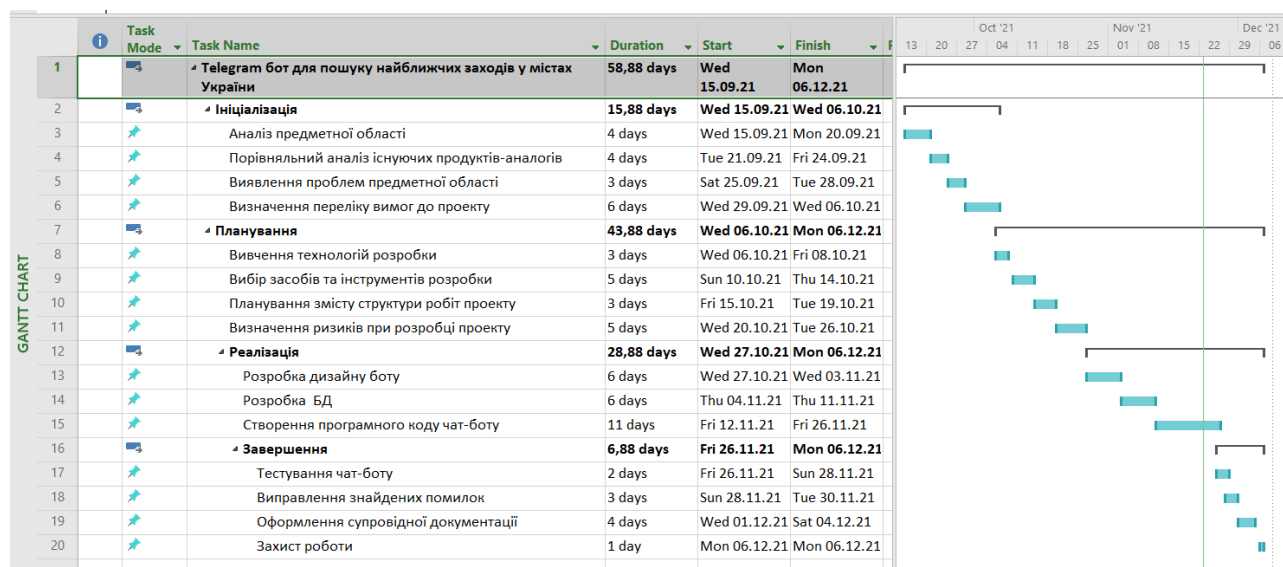 Oct '21 Nov '21 Dec '21
Task Mode Task Name Duration Start Finish 13 20 27 04 11 18 25 01 08 15 22 29 06
1 Telegram бот для пошуку найближчих заходів у містах України 58,88 days Wed 15.09.21 Mon 06.12.21
2 Ініціалізація 15,88 days Wed 15.09.21 Wed 06.10.21
3 Аналіз предметної області 4 days Wed 15.09.21 Mon 20.09.21
4 Порівняльний аналіз існуючих продуктів-аналогів 4 days Tue 21.09.21 Fri 24.09.21
5 Виявлення проблем предметної області 3 days Sat 25.09.21 Tue 28.09.21
6 Визначення переліку вимог до проекту 6 days Wed 29.09.21 Wed 06.10.21
7 Планування 43,88 days Wed 06.10.21 Mon 06.12.21
8 Вивчення технологій розробки 3 days Wed 06.10.21 Fri 08.10.21
9 Вибір засобів та інструментів розробки 5 days Sun 10.10.21 Thu 14.10.21
10 Планування змісту структури робіт проекту 3 days Fri 15.10.21 Tue 19.10.21
11 Визначення ризиків при розробці проекту 5 days Wed 20.10.21 Tue 26.10.21
12 Реалізація 28,88 days Wed 27.10.21 Mon 06.12.21
13 Розробка дизайну боту 6 days Wed 27.10.21 Wed 03.11.21
14 Розробка БД 6 days Thu 04.11.21 Thu 11.11.21
15 Створення програмного коду чат-боту 11 days Fri 12.11.21 Fri 26.11.21
16 Завершення 6,88 days Fri 26.11.21 Mon 06.12.21
17 Тестування чат-боту 2 days Fri 26.11.21 Sun 28.11.21
18 Виправлення знайдених помилок 3 days Sun 28.11.21 Tue 30.11.21
19 Оформлення супровідної документації 4 days Wed 01.12.21 Sat 04.12.21
20 Захист роботи 1 day Mon 06.12.21 Mon 06.12.21
GANTT CHART